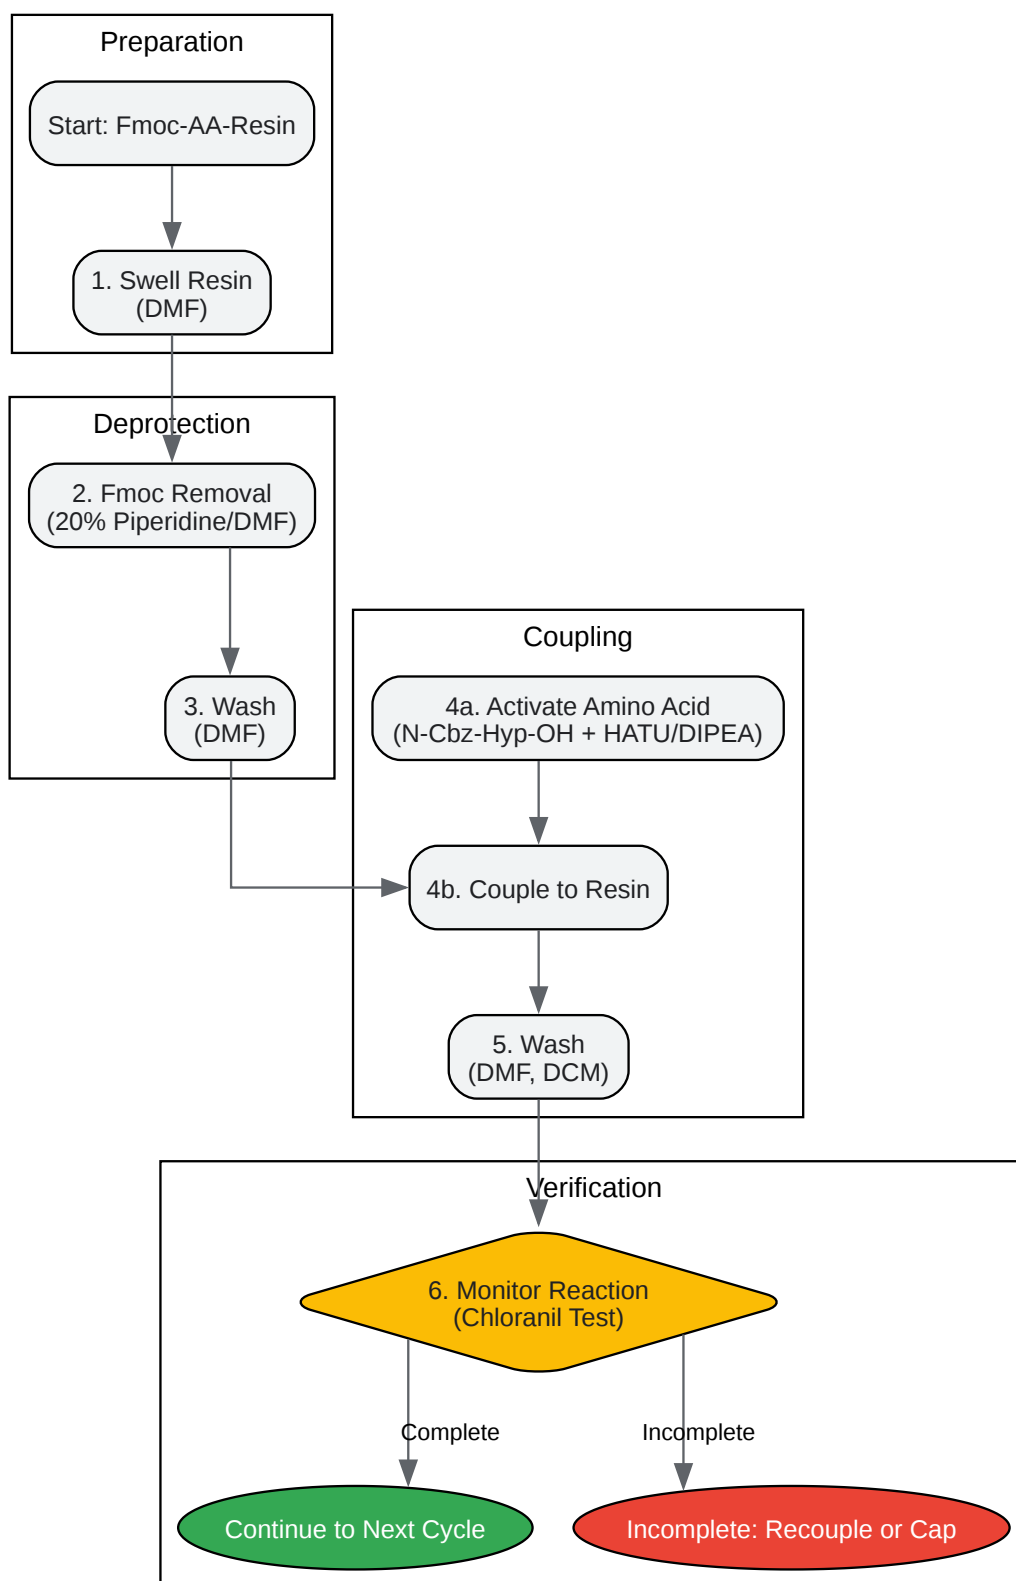 Preparation
Start: Fmoc-AA-Resin
1. Swell Resin
(DMF)
Deprotection
2. Fmoc Removal
(20% Piperidine/DMF)
3. Wash
(DMF)
Coupling
4a. Activate Amino Acid
(N-Cbz-Hyp-OH + HATU/DIPEA)
4b. Couple to Resin
5. Wash
(DMF, DCM)
Verification
6. Monitor Reaction
(Chloranil Test)
Complete
Incomplete
Continue to Next Cycle
Incomplete: Recouple or Cap